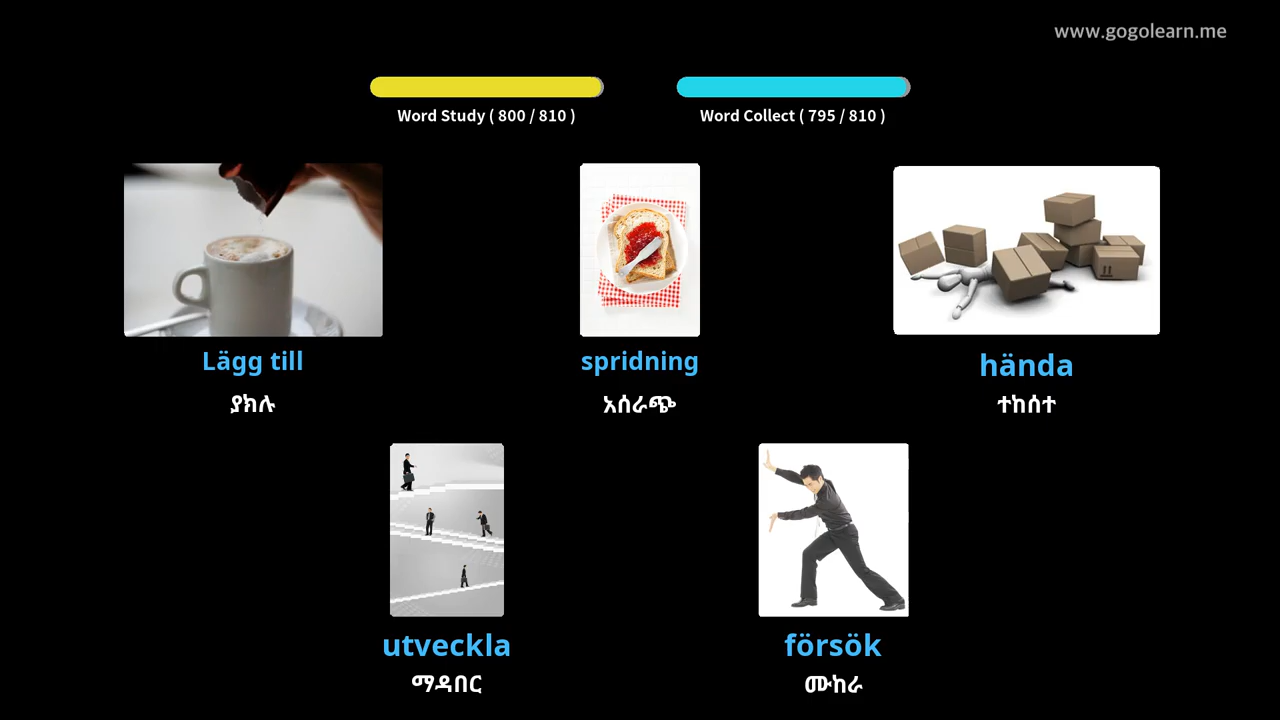 www.gogolearn.me
Word Study ( 800 / 810 )
Word Collect ( 795 / 810 )
Lägg till
ያክሉ
spridning
አሰራጭ
hända
ተከሰተ
utveckla
ማዳበር
försök
ሙከራ